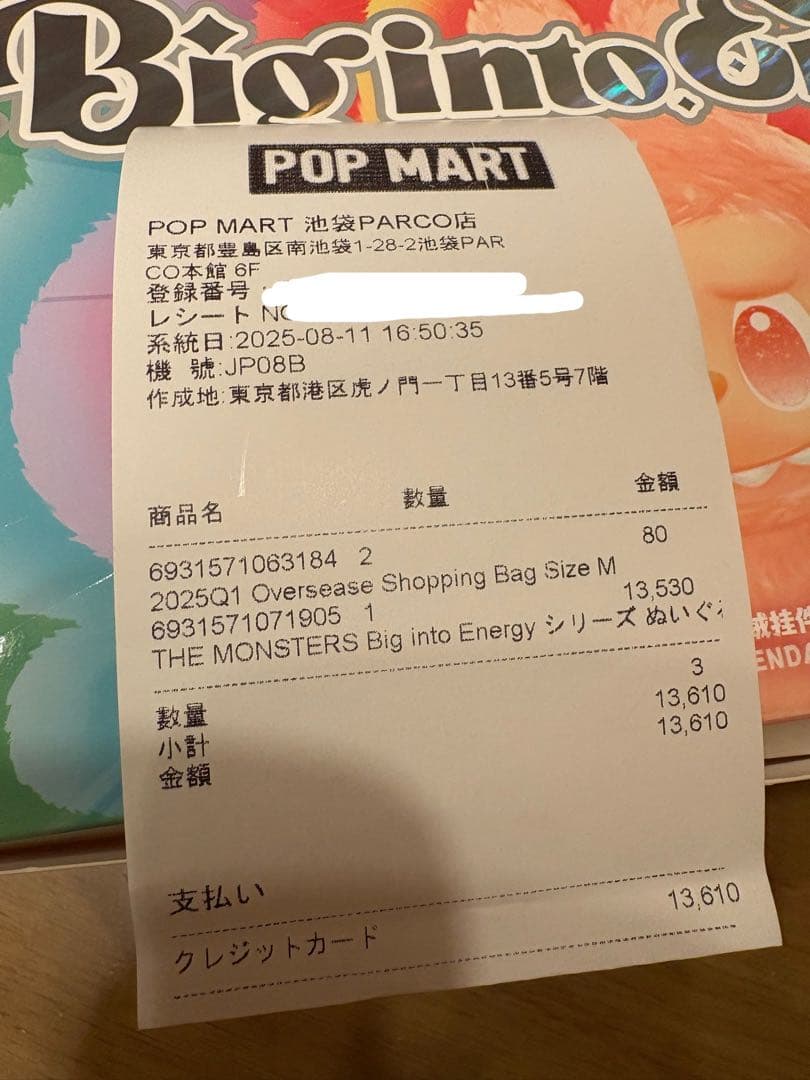 Big into E
POP MART
POP MART 池袋PARCO店
東京都豊島区南池袋1-28-2池袋PAR
CO本館 6F
登録番号
レシート NO
系統日:2025-08-11 16:50:35
機 號:JP08B
作成地:東京都港区虎ノ門一丁目13番5号7階
商品名 數量 金額
6931571063184 2 80
2025Q1 Oversease Shopping Bag Size M
6931571071905 1 13,530
THE MONSTERS Big into Energy シリーズ ぬいぐ
數量 3
小計 13,610
金額 13,610
支払い
クレジットカード 13,610
挂件
ENDA